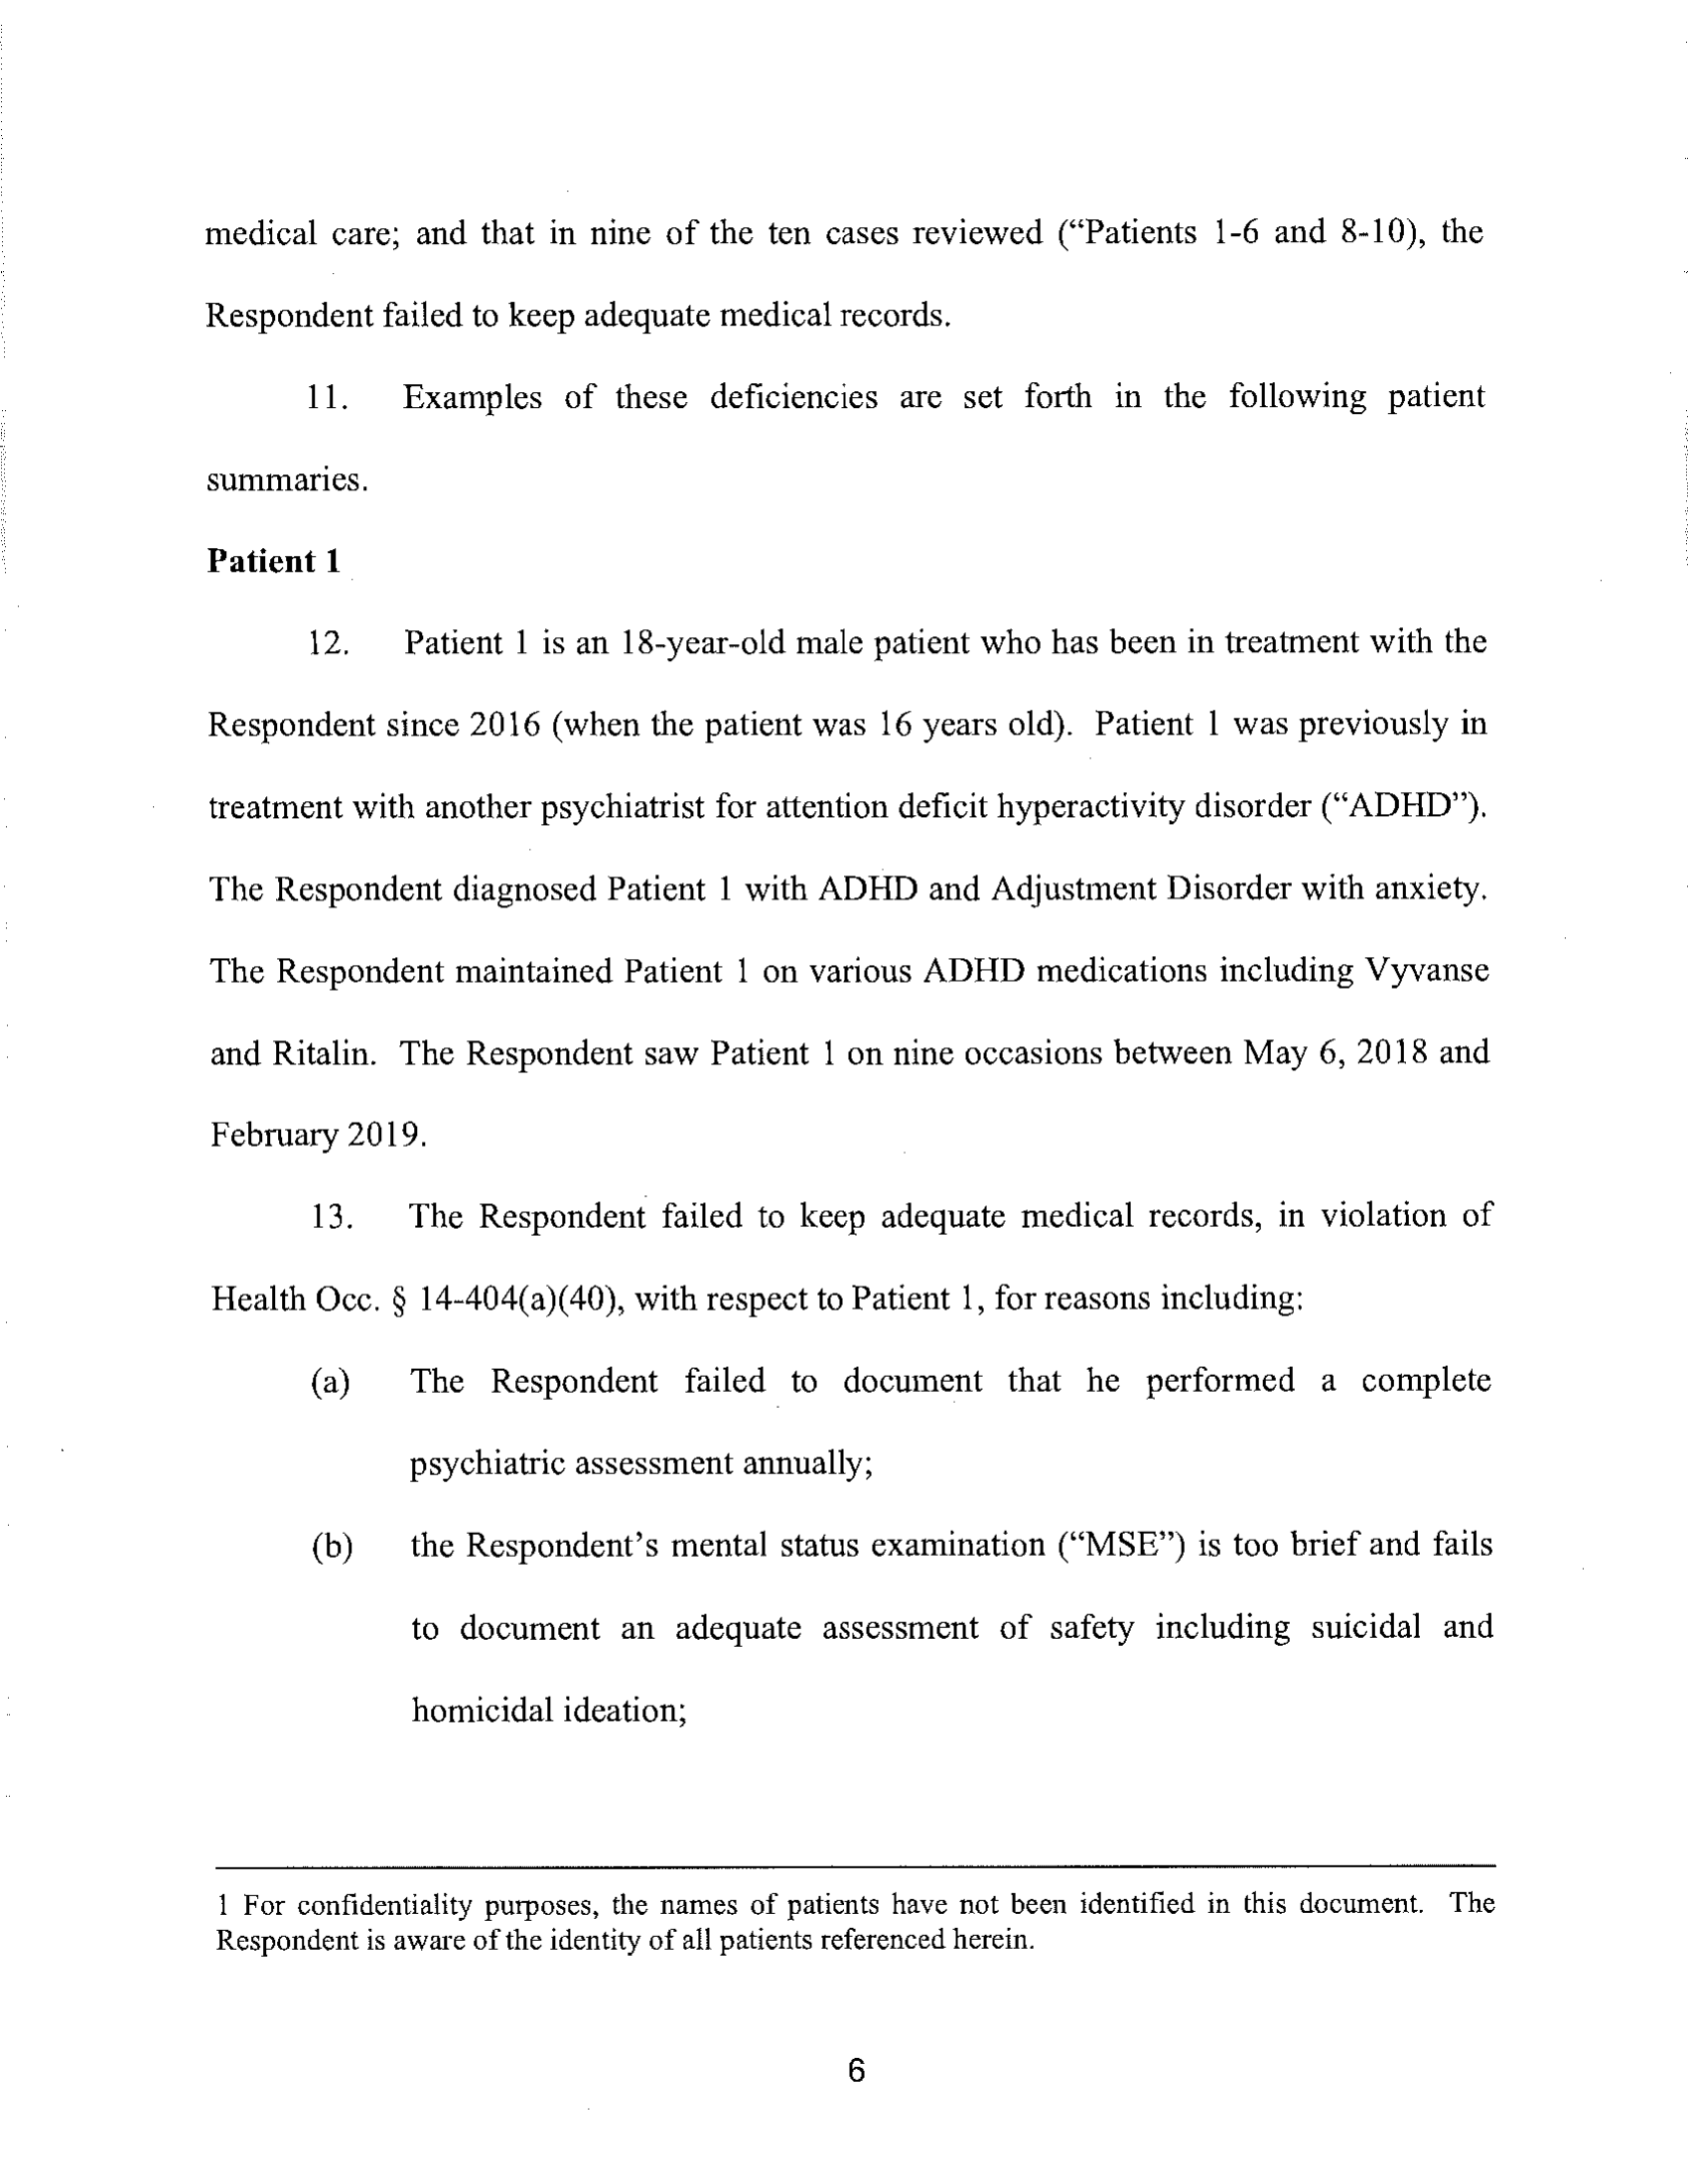 medical care; and that in nine of the ten cases reviewed (“Patients 1-6 and 8-10), the
Respondent failed to keep adequate medical records.
11. Examples of these deficiencies are set forth in the following patient
summaries.
Patient 1
12. Patient 1 is an 18-year-old male patient who has been in treatment with the
Respondent since 2016 (when the patient was 16 years old). Patient 1 was previously in
treatment with another psychiatrist for attention deficit hyperactivity disorder (“ADHD”).
The Respondent diagnosed Patient 1 with ADHD and Adjustment Disorder with anxiety.
The Respondent maintained Patient 1 on various ADHD medications including Vyvanse
and Ritalin. The Respondent saw Patient 1 on nine occasions between May 6, 2018 and
February 2019.
13. The Respondent failed to keep adequate medical records, in violation of
Health Occ. § 14-404(a)(40), with respect to Patient 1, for reasons including:
(a) The Respondent failed to document that he performed a complete
psychiatric assessment annually;
(b) the Respondent’s mental status examination (“MSE”) is too brief and fails
to document an adequate assessment of safety including suicidal and
homicidal ideation;
1 For confidentiality purposes, the names of patients have not been identified in this document. The
Respondent is aware of the identity of all patients referenced herein.
6